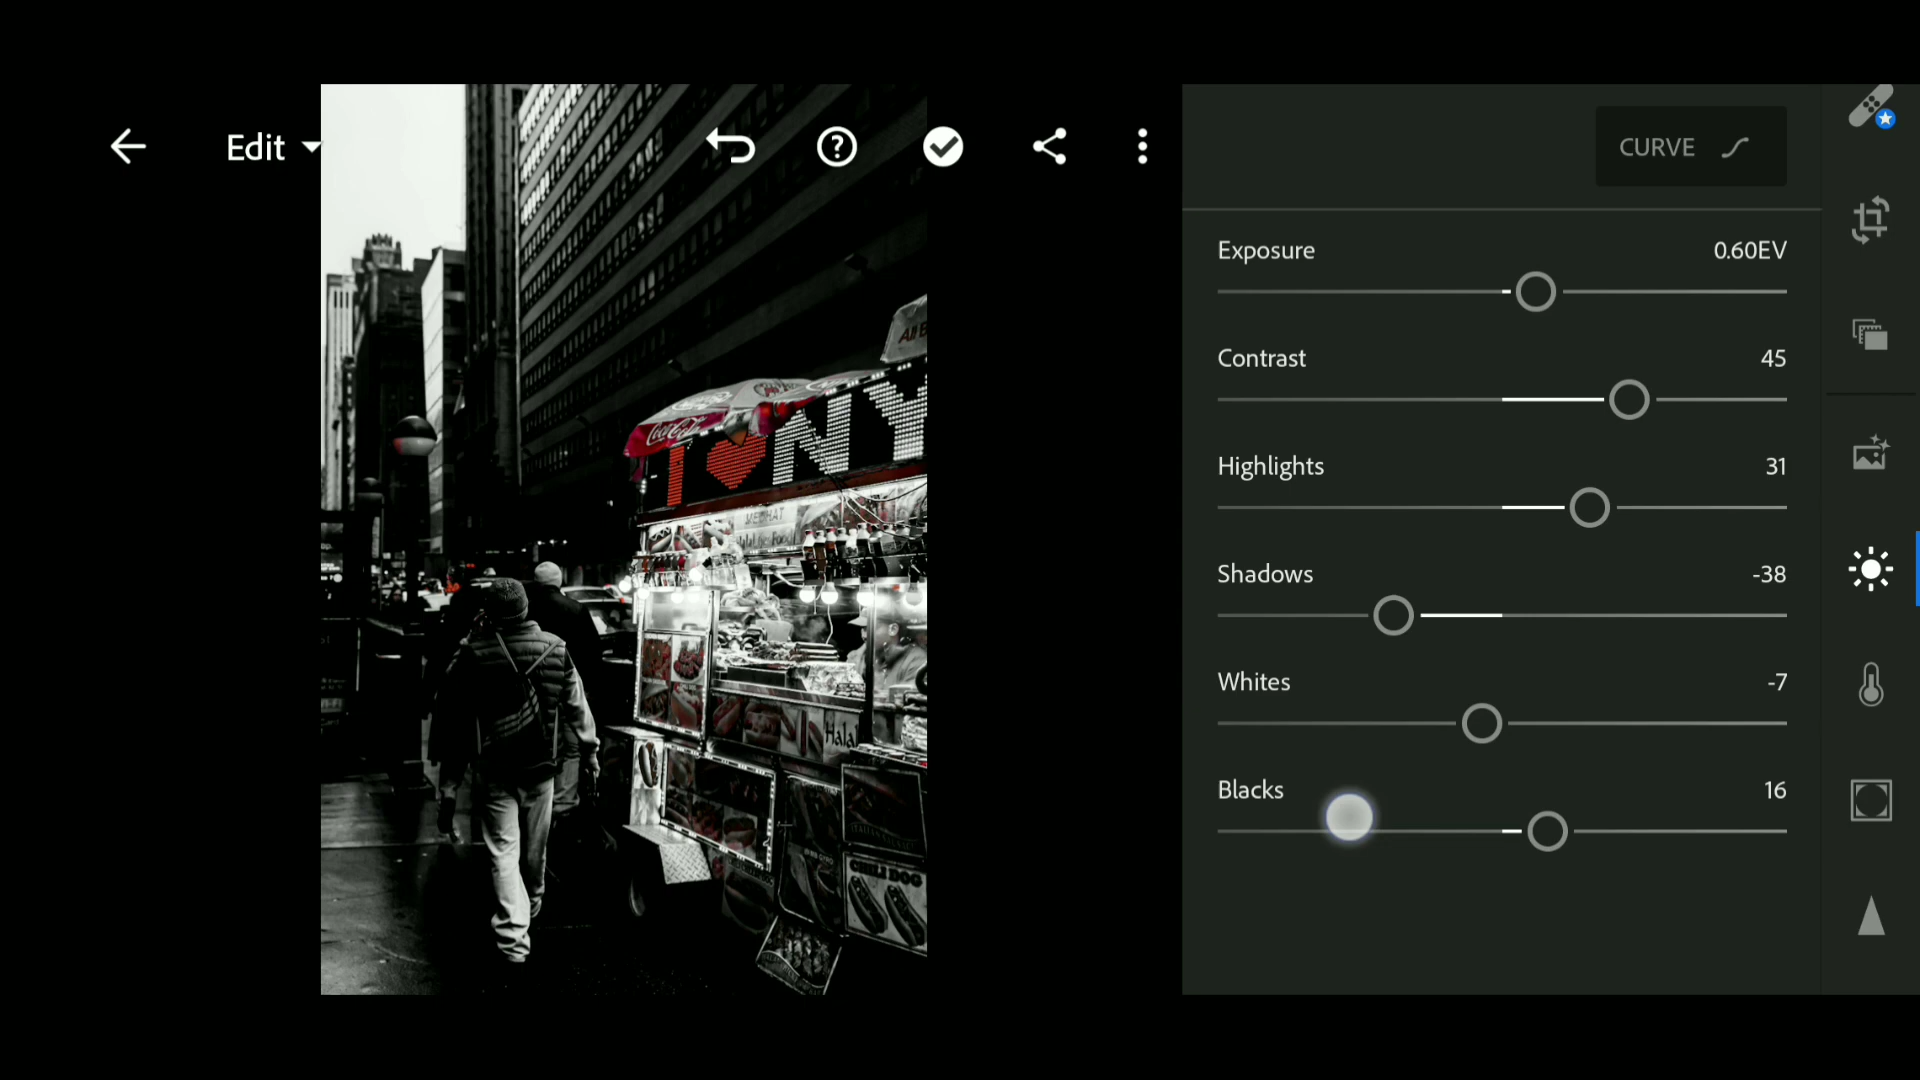 Edit
CURVE
Exposure 0.60EV
Contrast 45
Highlights 31
Shadows -38
Whites -7
Blacks 16
Coca-Cola
I NY
Halal
CHILI DOG